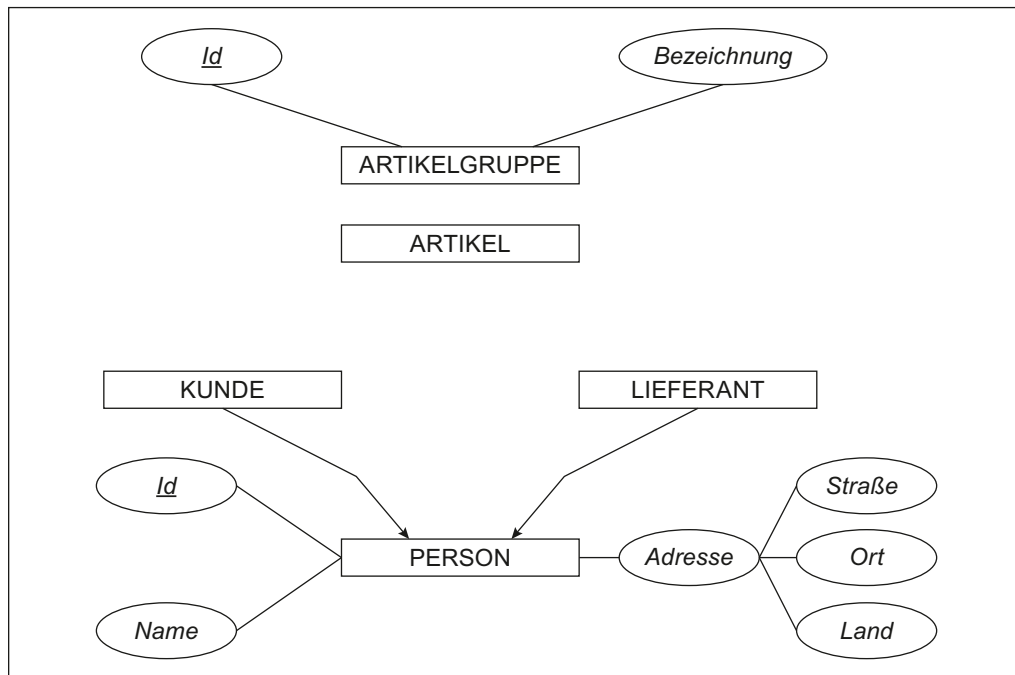 Id
Bezeichnung
ARTIKELGRUPPE
ARTIKEL
KUNDE
LIEFERANT
Id
Straße
PERSON
Adresse
Ort
Name
Land